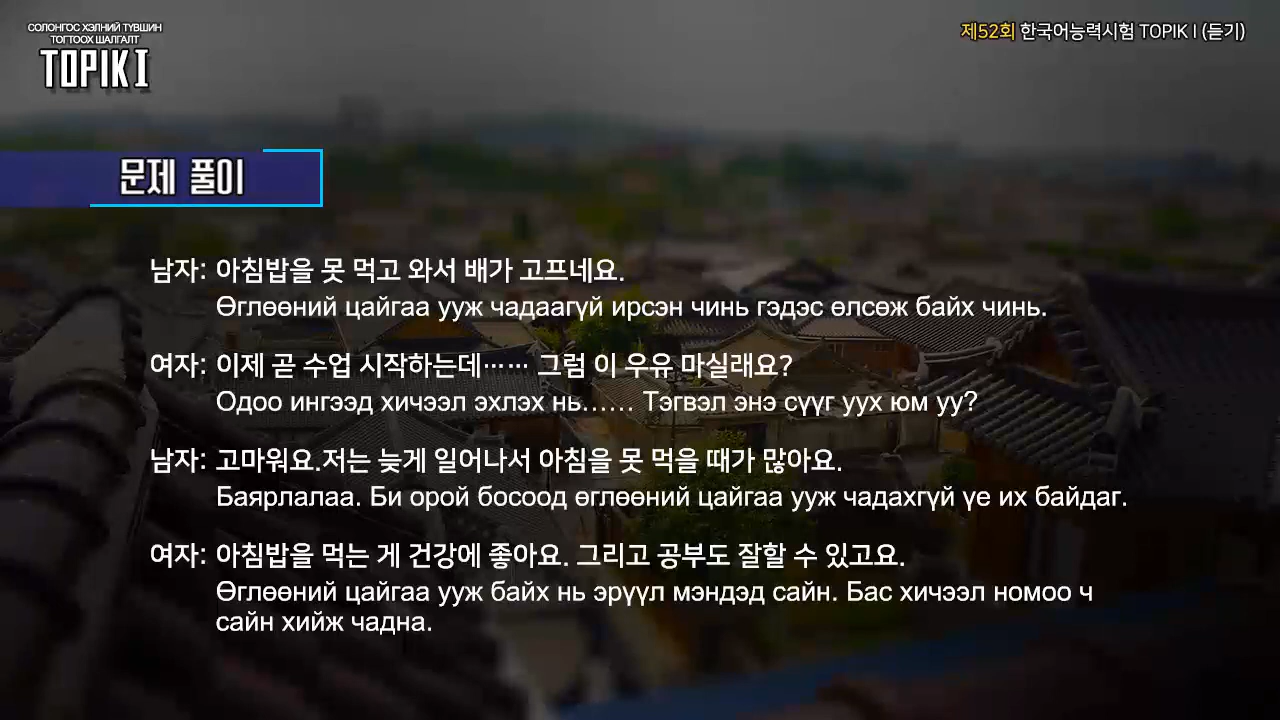 СОЛОНГОС ХЭЛНИЙ ТҮВШИН
ТОГТООХ ШАЛГАЛТ
TOPIK I
제52회 한국어능력시험 TOPIK I (듣기)
문제 풀이
남자: 아침밥을 못 먹고 와서 배가 고프네요.
Өглөөний цайгаа ууж чадаагүй ирсэн чинь гэдэс өлсөж байх чинь.
여자: 이제 곧 수업 시작하는데…… 그럼 이 우유 마실래요?
Одоо ингээд хичээл эхлэх нь…… Тэгвэл энэ сүүг уух юм уу?
남자: 고마워요.저는 늦게 일어나서 아침을 못 먹을 때가 많아요.
Баярлалаа. Би орой босоод өглөөний цайгаа ууж чадахгүй үе их байдаг.
여자: 아침밥을 먹는 게 건강에 좋아요. 그리고 공부도 잘할 수 있고요.
Өглөөний цайгаа ууж байх нь эрүүл мэндэд сайн. Бас хичээл номоо ч
сайн хийж чадна.